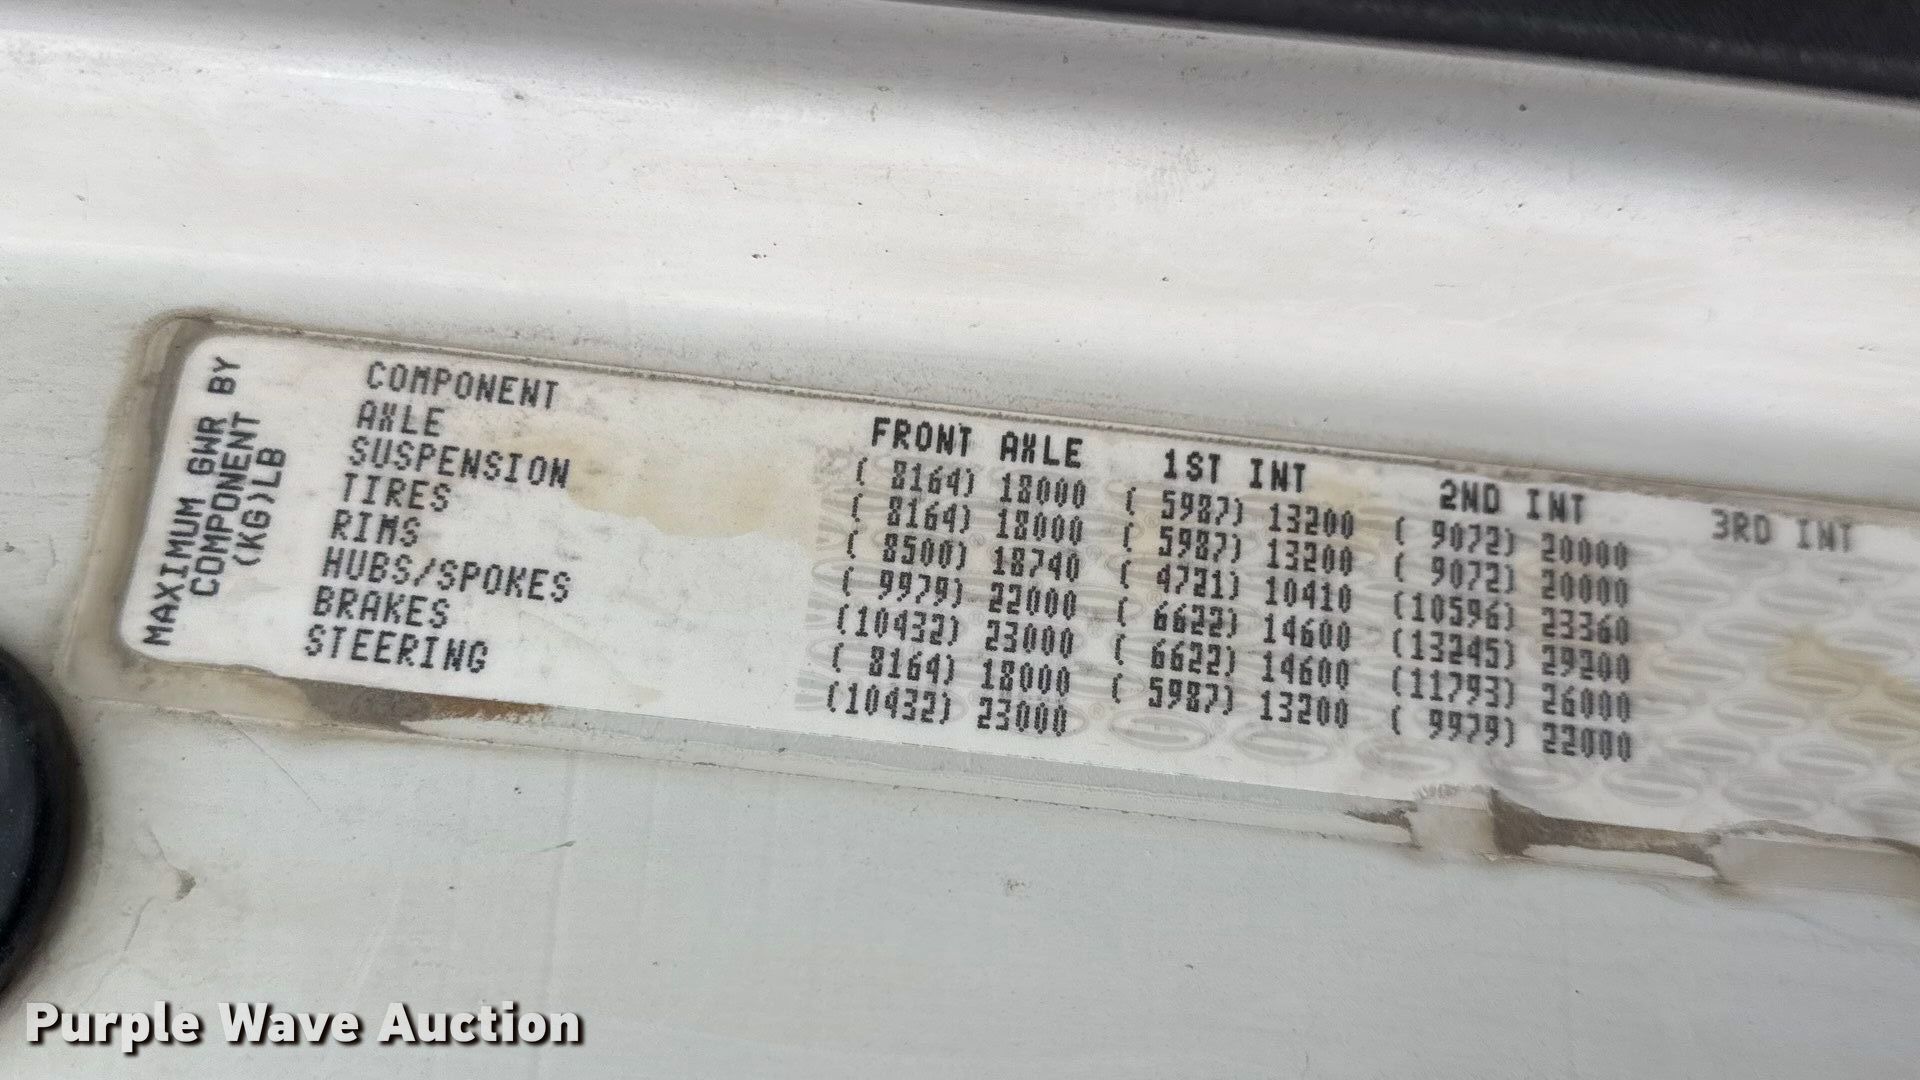 MAXIMUM GWR BY
COMPONENT
(KG)LB
COMPONENT FRONT AXLE 1ST INT 2ND INT 3RD INT
AXLE ( 8164) 18000 ( 5987) 13200 ( 9072) 20000
SUSPENSION ( 8164) 18000 ( 5987) 13200 ( 9072) 20000
TIRES ( 8500) 18740 ( 4721) 10410 (10596) 23360
RIMS ( 9979) 22000 ( 6622) 14600 (13245) 29200
HUBS/SPOKES (10432) 23000 ( 6622) 14600 (11793) 26000
BRAKES ( 8164) 18000 ( 5987) 13200 ( 9979) 22000
STEERING (10432) 23000
Purple Wave Auction